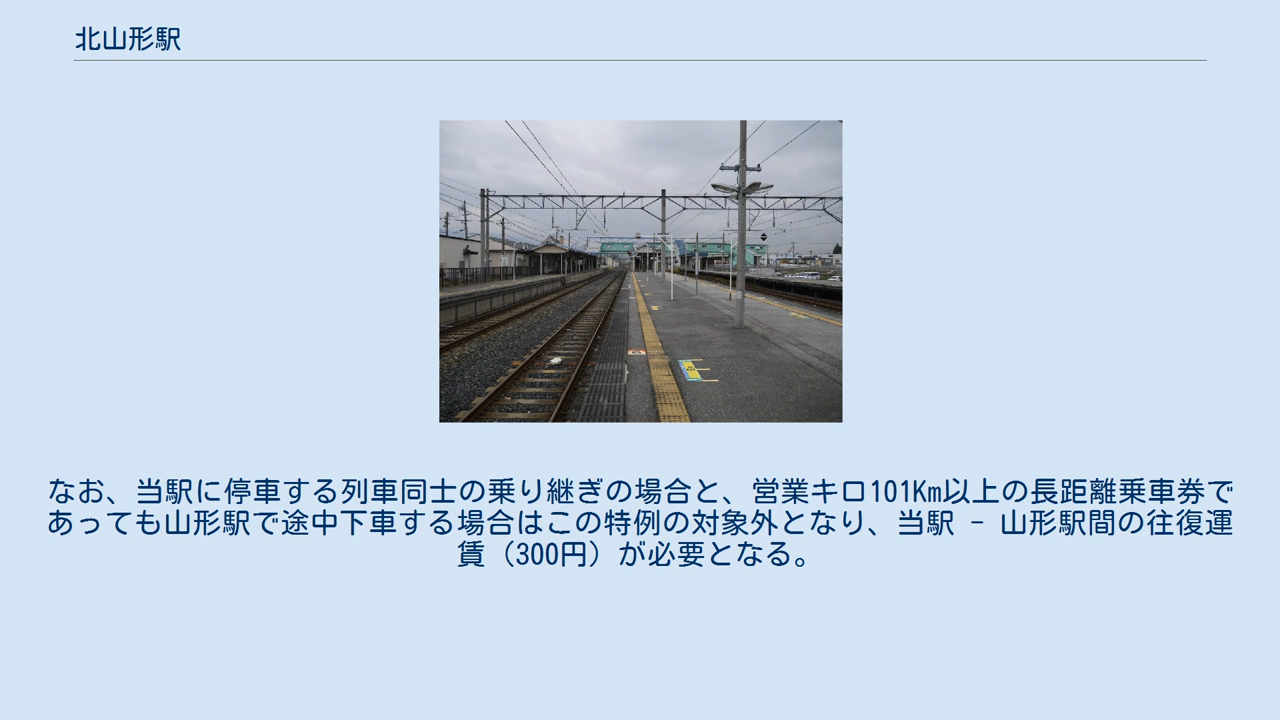 北山形駅
なお、当駅に停車する列車同士の乗り継ぎの場合と、営業キロ101Km以上の長距離乗車券で
あっても山形駅で途中下車する場合はこの特例の対象外となり、当駅 - 山形駅間の往復運
賃（300円）が必要となる。